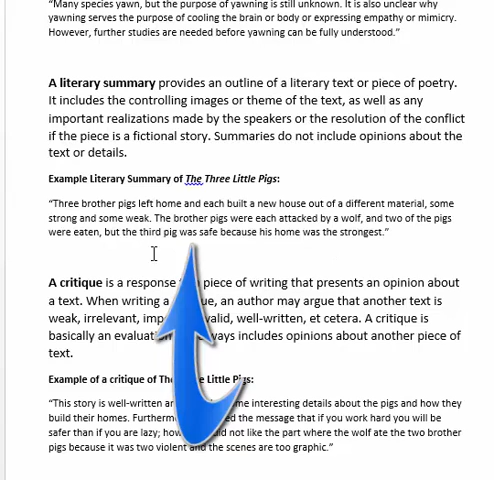 “Many species yawn, but the purpose of yawning is still unknown. It is also unclear why
yawning serves the purpose of cooling the brain or body or expressing empathy or mimicry.
However, further studies are needed before yawning can be fully understood.”
A literary summary provides an outline of a literary text or piece of poetry.
It includes the controlling images or theme of the text, as well as any
important realizations made by the speakers or the resolution of the conflict
if the piece is a fictional story. Summaries do not include opinions about the
text or details.
Example Literary Summary of The Three Little Pigs:
“Three brother pigs left home and each built a new house out of a different material, some
strong and some weak. The brother pigs were each attacked by a wolf, and two of the pigs
were eaten, but the third pig was safe because his home was the strongest.”
A critique is a response piece of writing that presents an opinion about
a text. When writing a an author may argue that another text is
weak, irrelevant, well-written, et cetera. A critique is
basically an always includes opinions about another piece of
text.
Example of a critique of The Little Pigs:
“This story is well-written interesting details about the pigs and how they
build their homes. the message that if you work hard you will be
safer than if you are lazy; not like the part where the wolf ate the two brother
pigs because it was two violent and the scenes are too graphic.”